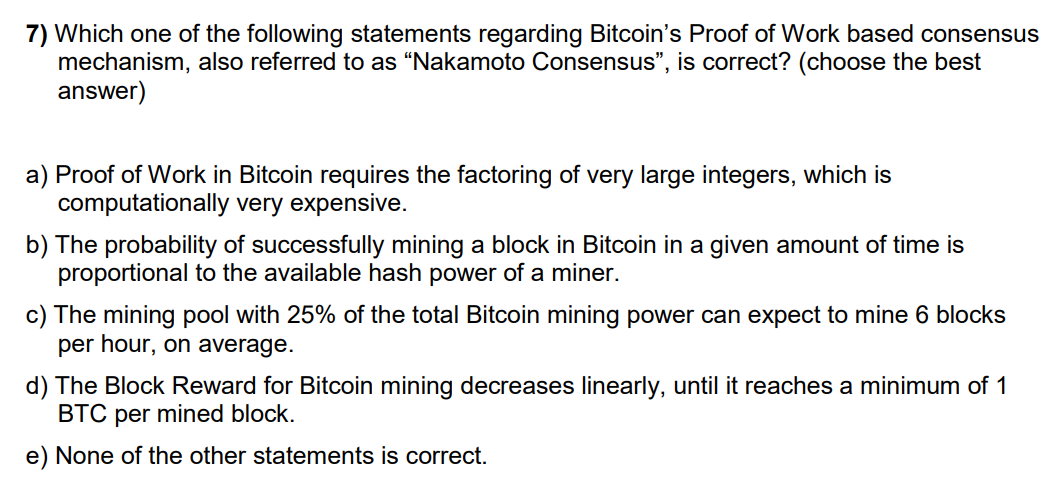 7) Which one of the following statements regarding Bitcoin’s Proof of Work based consensus
mechanism, also referred to as “Nakamoto Consensus”, is correct? (choose the best
answer)
a) Proof of Work in Bitcoin requires the factoring of very large integers, which is
computationally very expensive.
b) The probability of successfully mining a block in Bitcoin in a given amount of time is
proportional to the available hash power of a miner.
c) The mining pool with 25% of the total Bitcoin mining power can expect to mine 6 blocks
per hour, on average.
d) The Block Reward for Bitcoin mining decreases linearly, until it reaches a minimum of 1
BTC per mined block.
e) None of the other statements is correct.